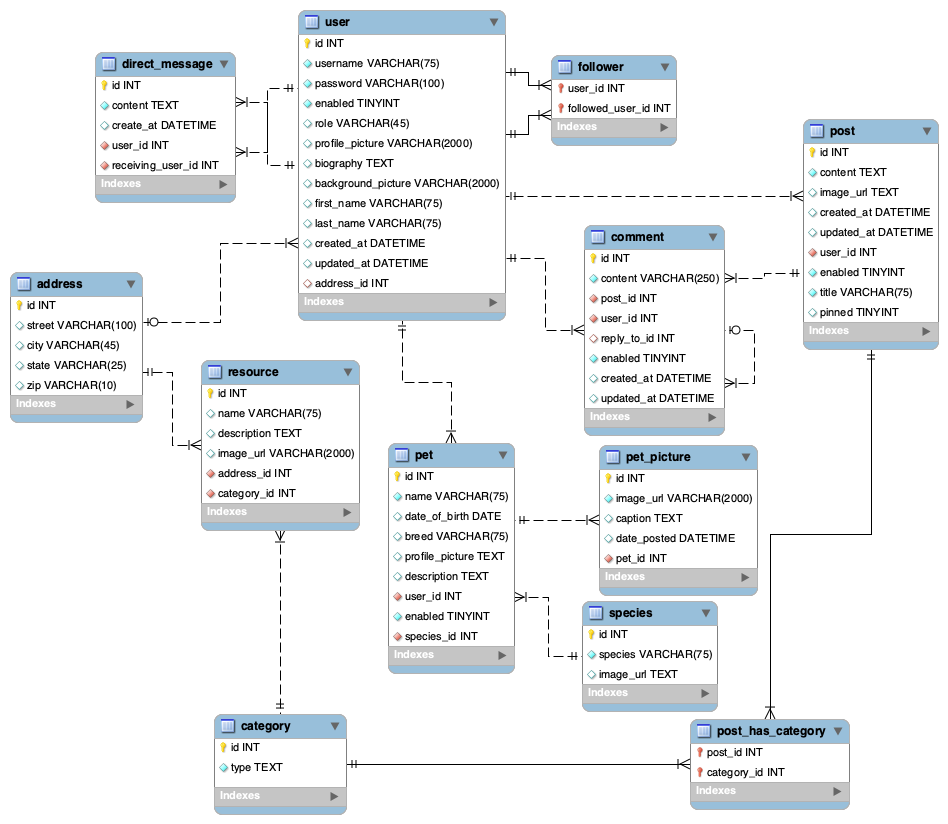 user
id INT
username VARCHAR(75)
password VARCHAR(100)
enabled TINYINT
role VARCHAR(45)
profile_picture VARCHAR(2000)
biography TEXT
background_picture VARCHAR(2000)
first_name VARCHAR(75)
last_name VARCHAR(75)
created_at DATETIME
updated_at DATETIME
address_id INT
Indexes
direct_message
id INT
content TEXT
create_at DATETIME
user_id INT
receiving_user_id INT
Indexes
follower
user_id INT
followed_user_id INT
Indexes
post
id INT
content TEXT
image_url TEXT
created_at DATETIME
updated_at DATETIME
user_id INT
enabled TINYINT
title VARCHAR(75)
pinned TINYINT
Indexes
comment
id INT
content VARCHAR(250)
post_id INT
user_id INT
reply_to_id INT
enabled TINYINT
created_at DATETIME
updated_at DATETIME
Indexes
address
id INT
street VARCHAR(100)
city VARCHAR(45)
state VARCHAR(25)
zip VARCHAR(10)
Indexes
resource
id INT
name VARCHAR(75)
description TEXT
image_url VARCHAR(2000)
address_id INT
category_id INT
Indexes
pet
id INT
name VARCHAR(75)
date_of_birth DATE
breed VARCHAR(75)
profile_picture TEXT
description TEXT
user_id INT
enabled TINYINT
species_id INT
Indexes
pet_picture
id INT
image_url VARCHAR(2000)
caption TEXT
date_posted DATETIME
pet_id INT
Indexes
species
id INT
species VARCHAR(75)
image_url TEXT
Indexes
category
id INT
type TEXT
Indexes
post_has_category
post_id INT
category_id INT
Indexes